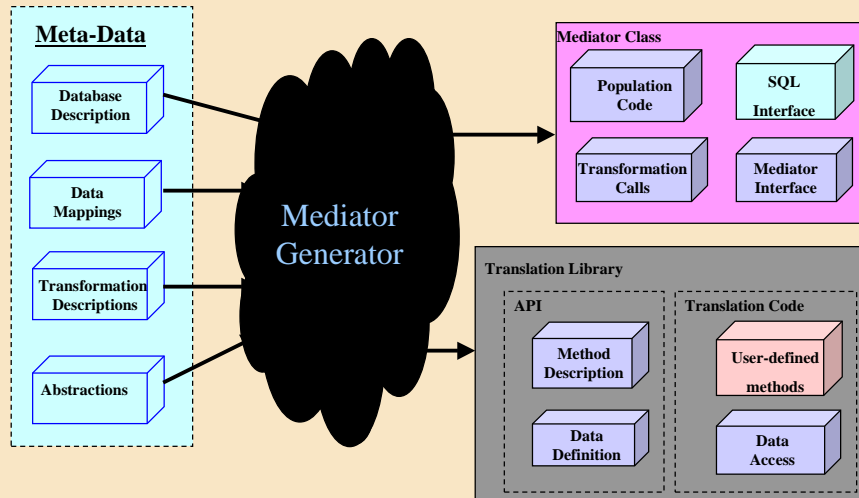 Meta-Data
Database
Description
Data
Mappings
Transformation
Descriptions
Abstractions
Mediator
Generator
Mediator Class
Population
Code
SQL
Interface
Transformation
Calls
Mediator
Interface
Translation Library
API
Method
Description
Data
Definition
Translation Code
User-defined
methods
Data
Access